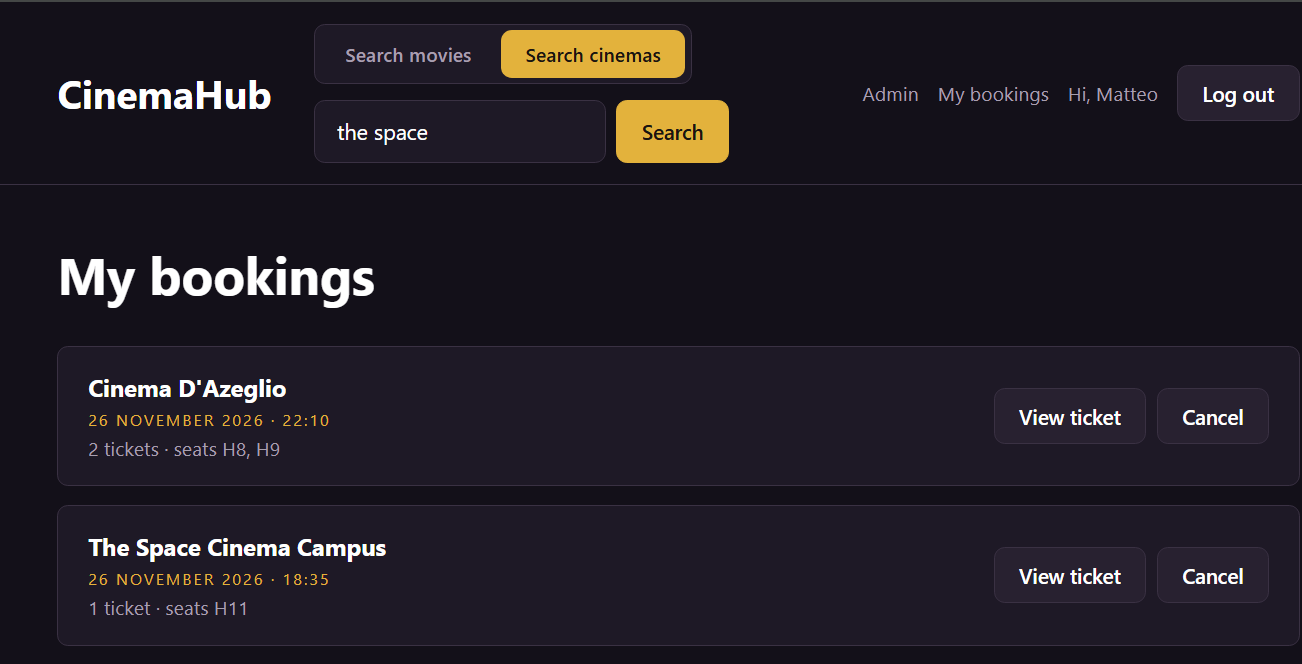 CinemaHub
Search movies
Search cinemas
the space
Search
Admin
My bookings
Hi, Matteo
Log out
My bookings
Cinema D'Azeglio
26 NOVEMBER 2026 · 22:10
2 tickets · seats H8, H9
View ticket
Cancel
The Space Cinema Campus
26 NOVEMBER 2026 · 18:35
1 ticket · seats H11
View ticket
Cancel